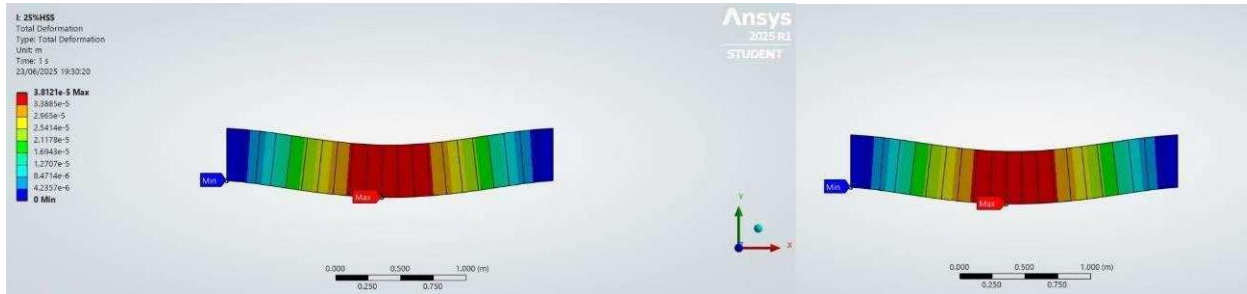 I: 25%HSS
Total Deformation
Type: Total Deformation
Unit: m
Time: 1 s
23/06/2025 19:30:20
3.8121e-5 Max
3.3885e-5
2.965e-5
2.5414e-5
2.1178e-5
1.6943e-5
1.2707e-5
8.4714e-6
4.2357e-6
0 Min
Ansys
2025 R1
STUDENT
Min
Max
Y
X
0.000 0.500 1.000 (m)
0.250 0.750
Min
Max
0.000 0.500 1.000 (m)
0.250 0.750